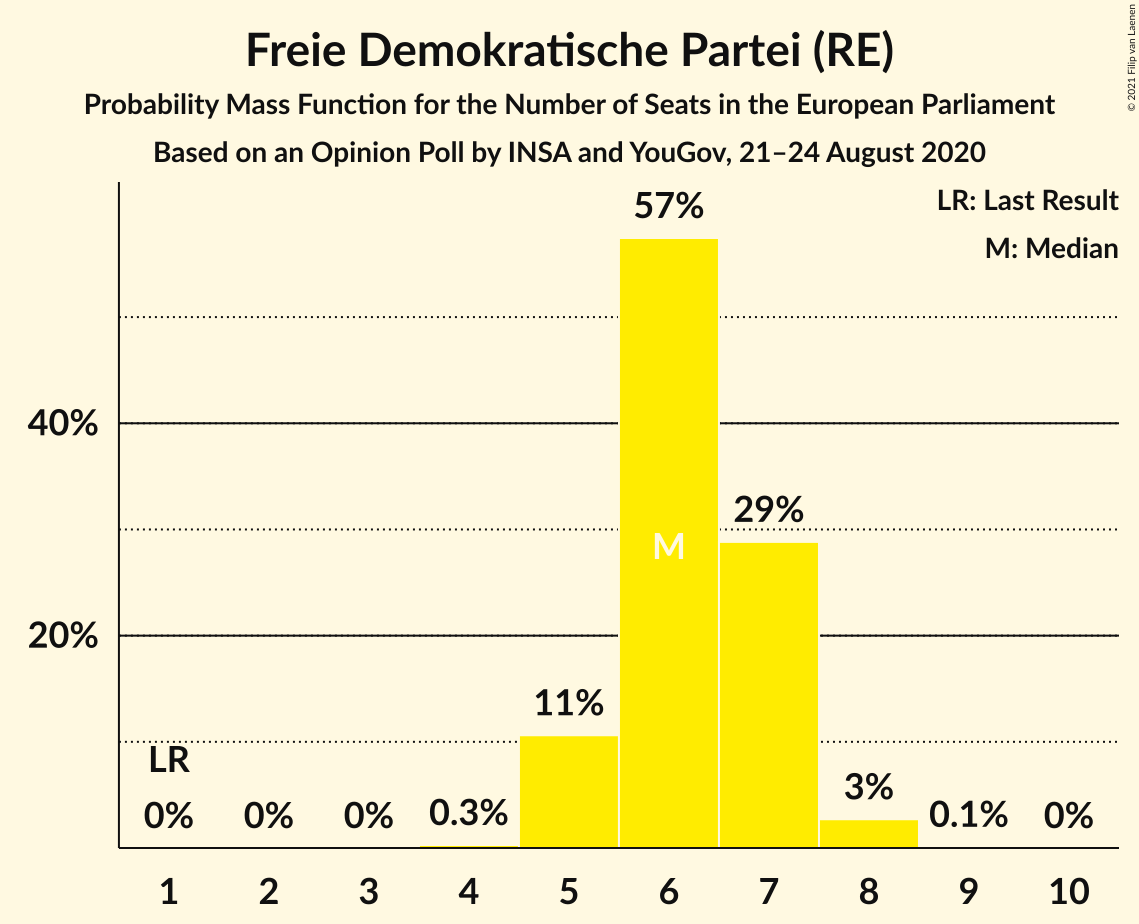 Freie Demokratische Partei (RE)
Probability Mass Function for the Number of Seats in the European Parliament
Based on an Opinion Poll by INSA and YouGov, 21–24 August 2020
© 2021 Filip van Laenen
LR: Last Result
M: Median
57%
40%
29%
M
20%
11%
LR
0%
0%
0%
0.3%
3%
0.1%
0%
1 2 3 4 5 6 7 8 9 10